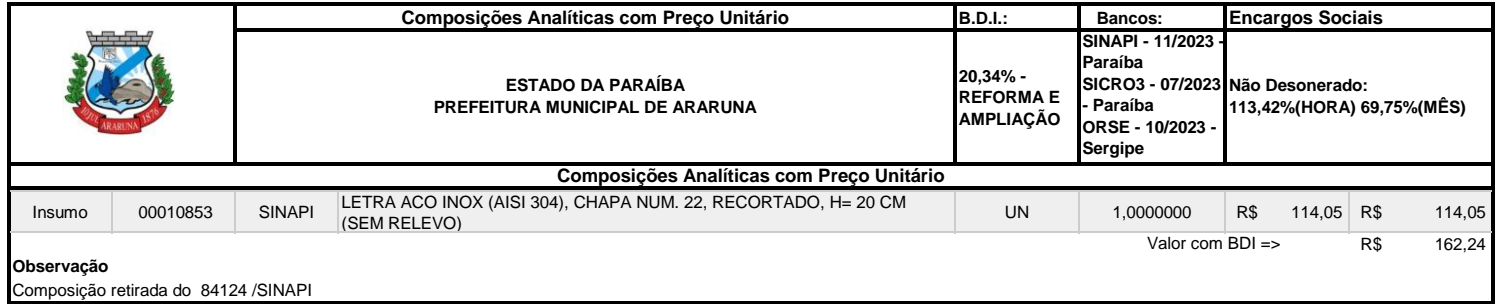 Composições Analíticas com Preço Unitário
B.D.I.:
Bancos:
Encargos Sociais
ESTADO DA PARAÍBA
PREFEITURA MUNICIPAL DE ARARUNA
20,34% -
REFORMA E
AMPLIAÇÃO
SINAPI - 11/2023 -
Paraíba
SICRO3 - 07/2023
- Paraíba
ORSE - 10/2023 -
Sergipe
Não Desonerado:
113,42%(HORA) 69,75%(MÊS)
10 JUL ARARUNA 1876
Composições Analíticas com Preço Unitário
Insumo 00010853 SINAPI LETRA ACO INOX (AISI 304), CHAPA NUM. 22, RECORTADO, H= 20 CM UN 1,0000000 R$ 114,05 R$ 114,05
(SEM RELEVO)
Valor com BDI => R$ 162,24
Observação
Composição retirada do 84124 /SINAPI